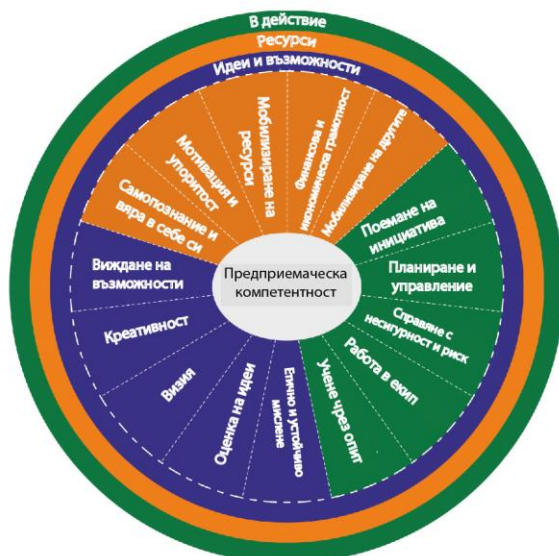 В действие
Ресурси
Идеи и възможности
Самопознание и
вяра в себе си
Мотивация и
упоритост
Мобилизиране на
ресурси
Финансова и
икономическа грамотност
Мобилизиране на другите
Поемане на
инициатива
Планиране и
управление
Справяне с
несигурност и риск
Работа в екип
Учене чрез опит
Етично и устойчиво
мислене
Оценка на идеи
Визия
Креативност
Виждане на
възможности
Предприемаческа
компетентност